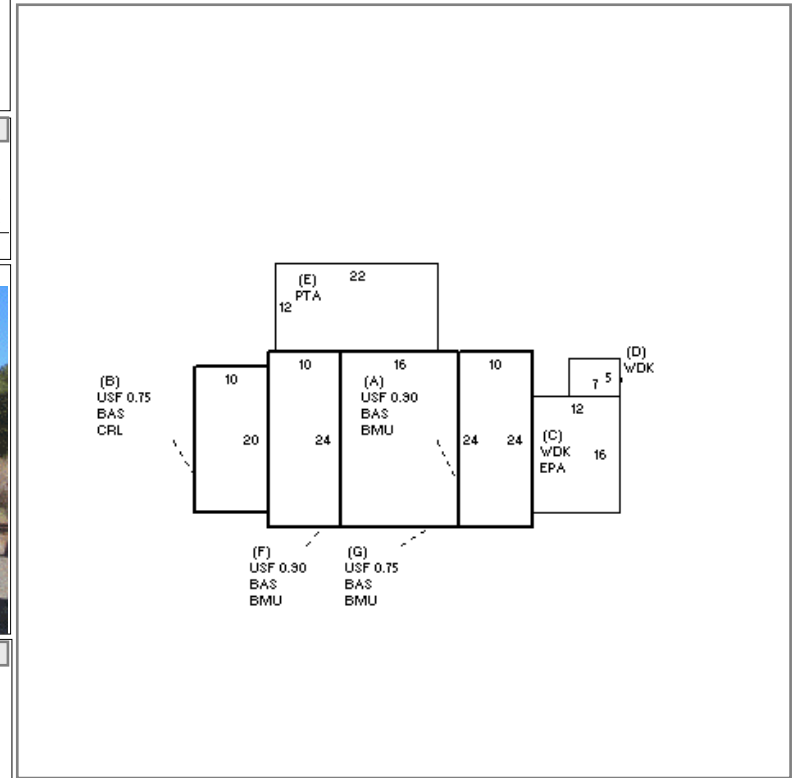 (E)
PTA
22
12
(D)
WDK
7 5
(B)
USF 0.75
BAS
CRL
10
20
10
24
16
(A)
USF 0.90
BAS
BMU
10
24
24
12
(C)
WDK
EPA
16
(F)
USF 0.90
BAS
BMU
(G)
USF 0.75
BAS
BMU